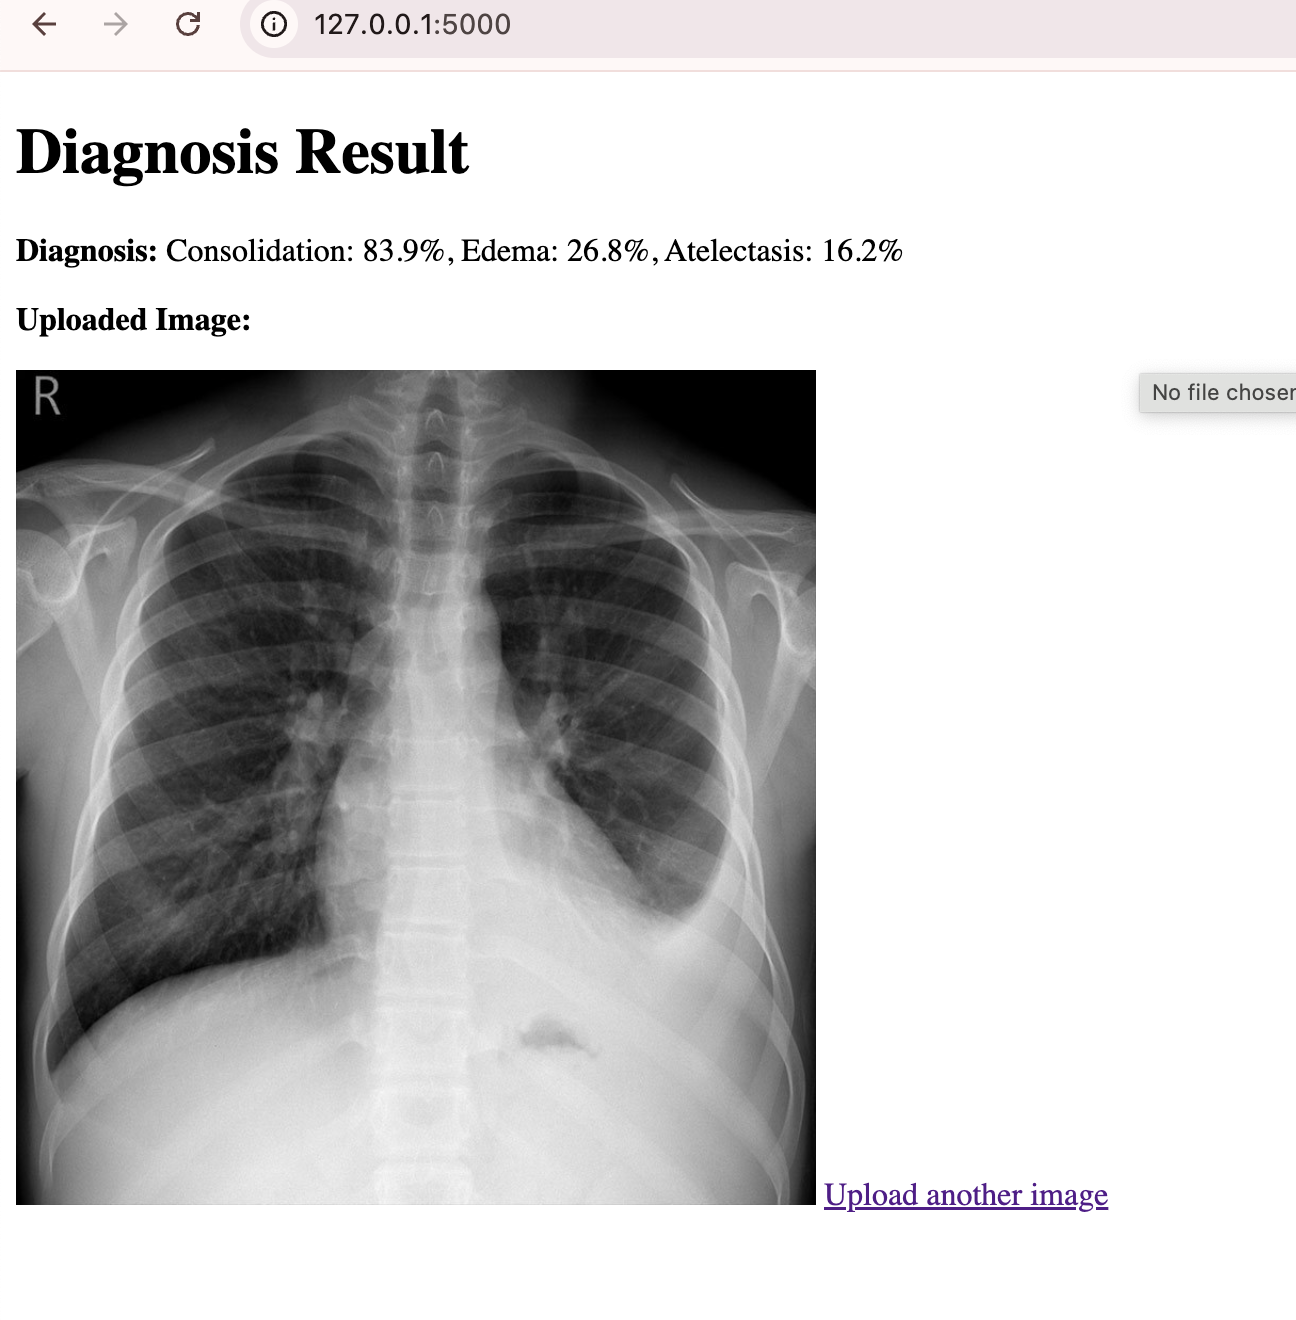 127.0.0.1:5000
Diagnosis Result
Diagnosis: Consolidation: 83.9%, Edema: 26.8%, Atelectasis: 16.2%
Uploaded Image:
R
No file chosen
Upload another image